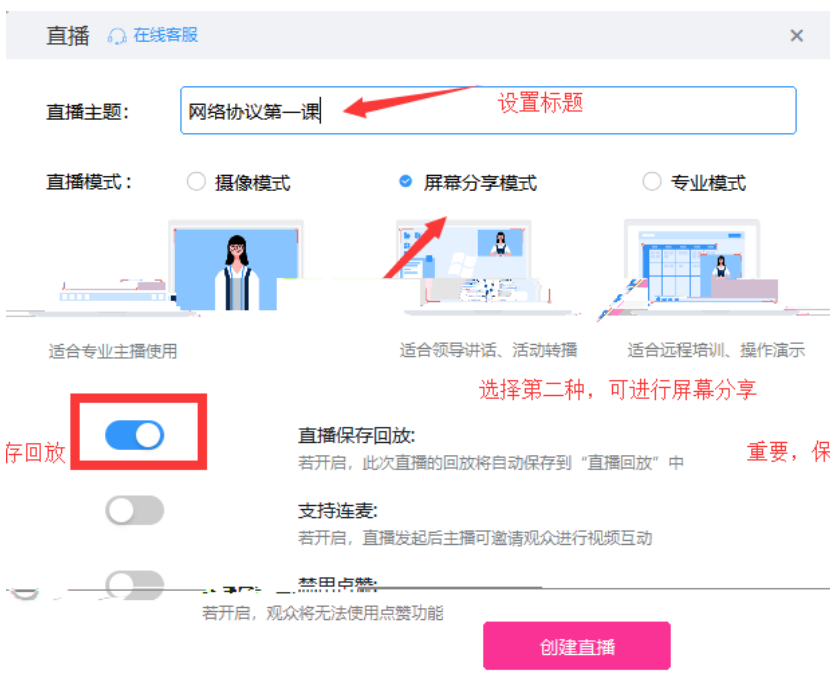 直播 在线客服
直播主题： 网络协议第一课 设置标题
直播模式： 摄像模式 屏幕分享模式 专业模式
适合专业主播使用 适合领导讲话、活动转播 适合远程培训、操作演示
选择第二种，可进行屏幕分享
直播保存回放:
存回放 重要，保
若开启，此次直播的回放将自动保存到“直播回放”中
支持连麦:
若开启，直播发起后主播可邀请观众进行视频互动
禁用点赞:
若开启，观众将无法使用点赞功能
创建直播